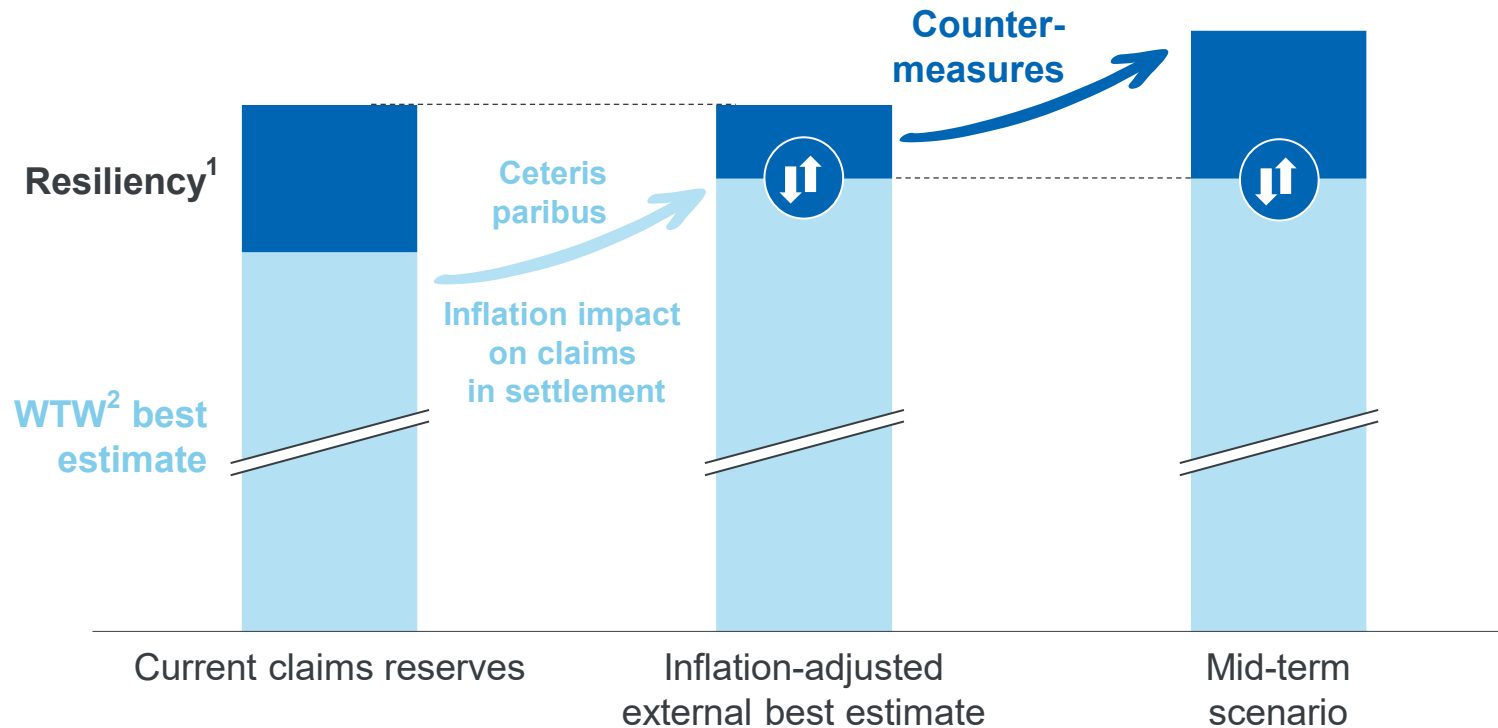 Counter-
measures
Resiliency¹
Ceteris
paribus
Inflation impact
on claims
in settlement
WTW² best
estimate
Current claims reserves
Inflation-adjusted
external best estimate
Mid-term
scenario